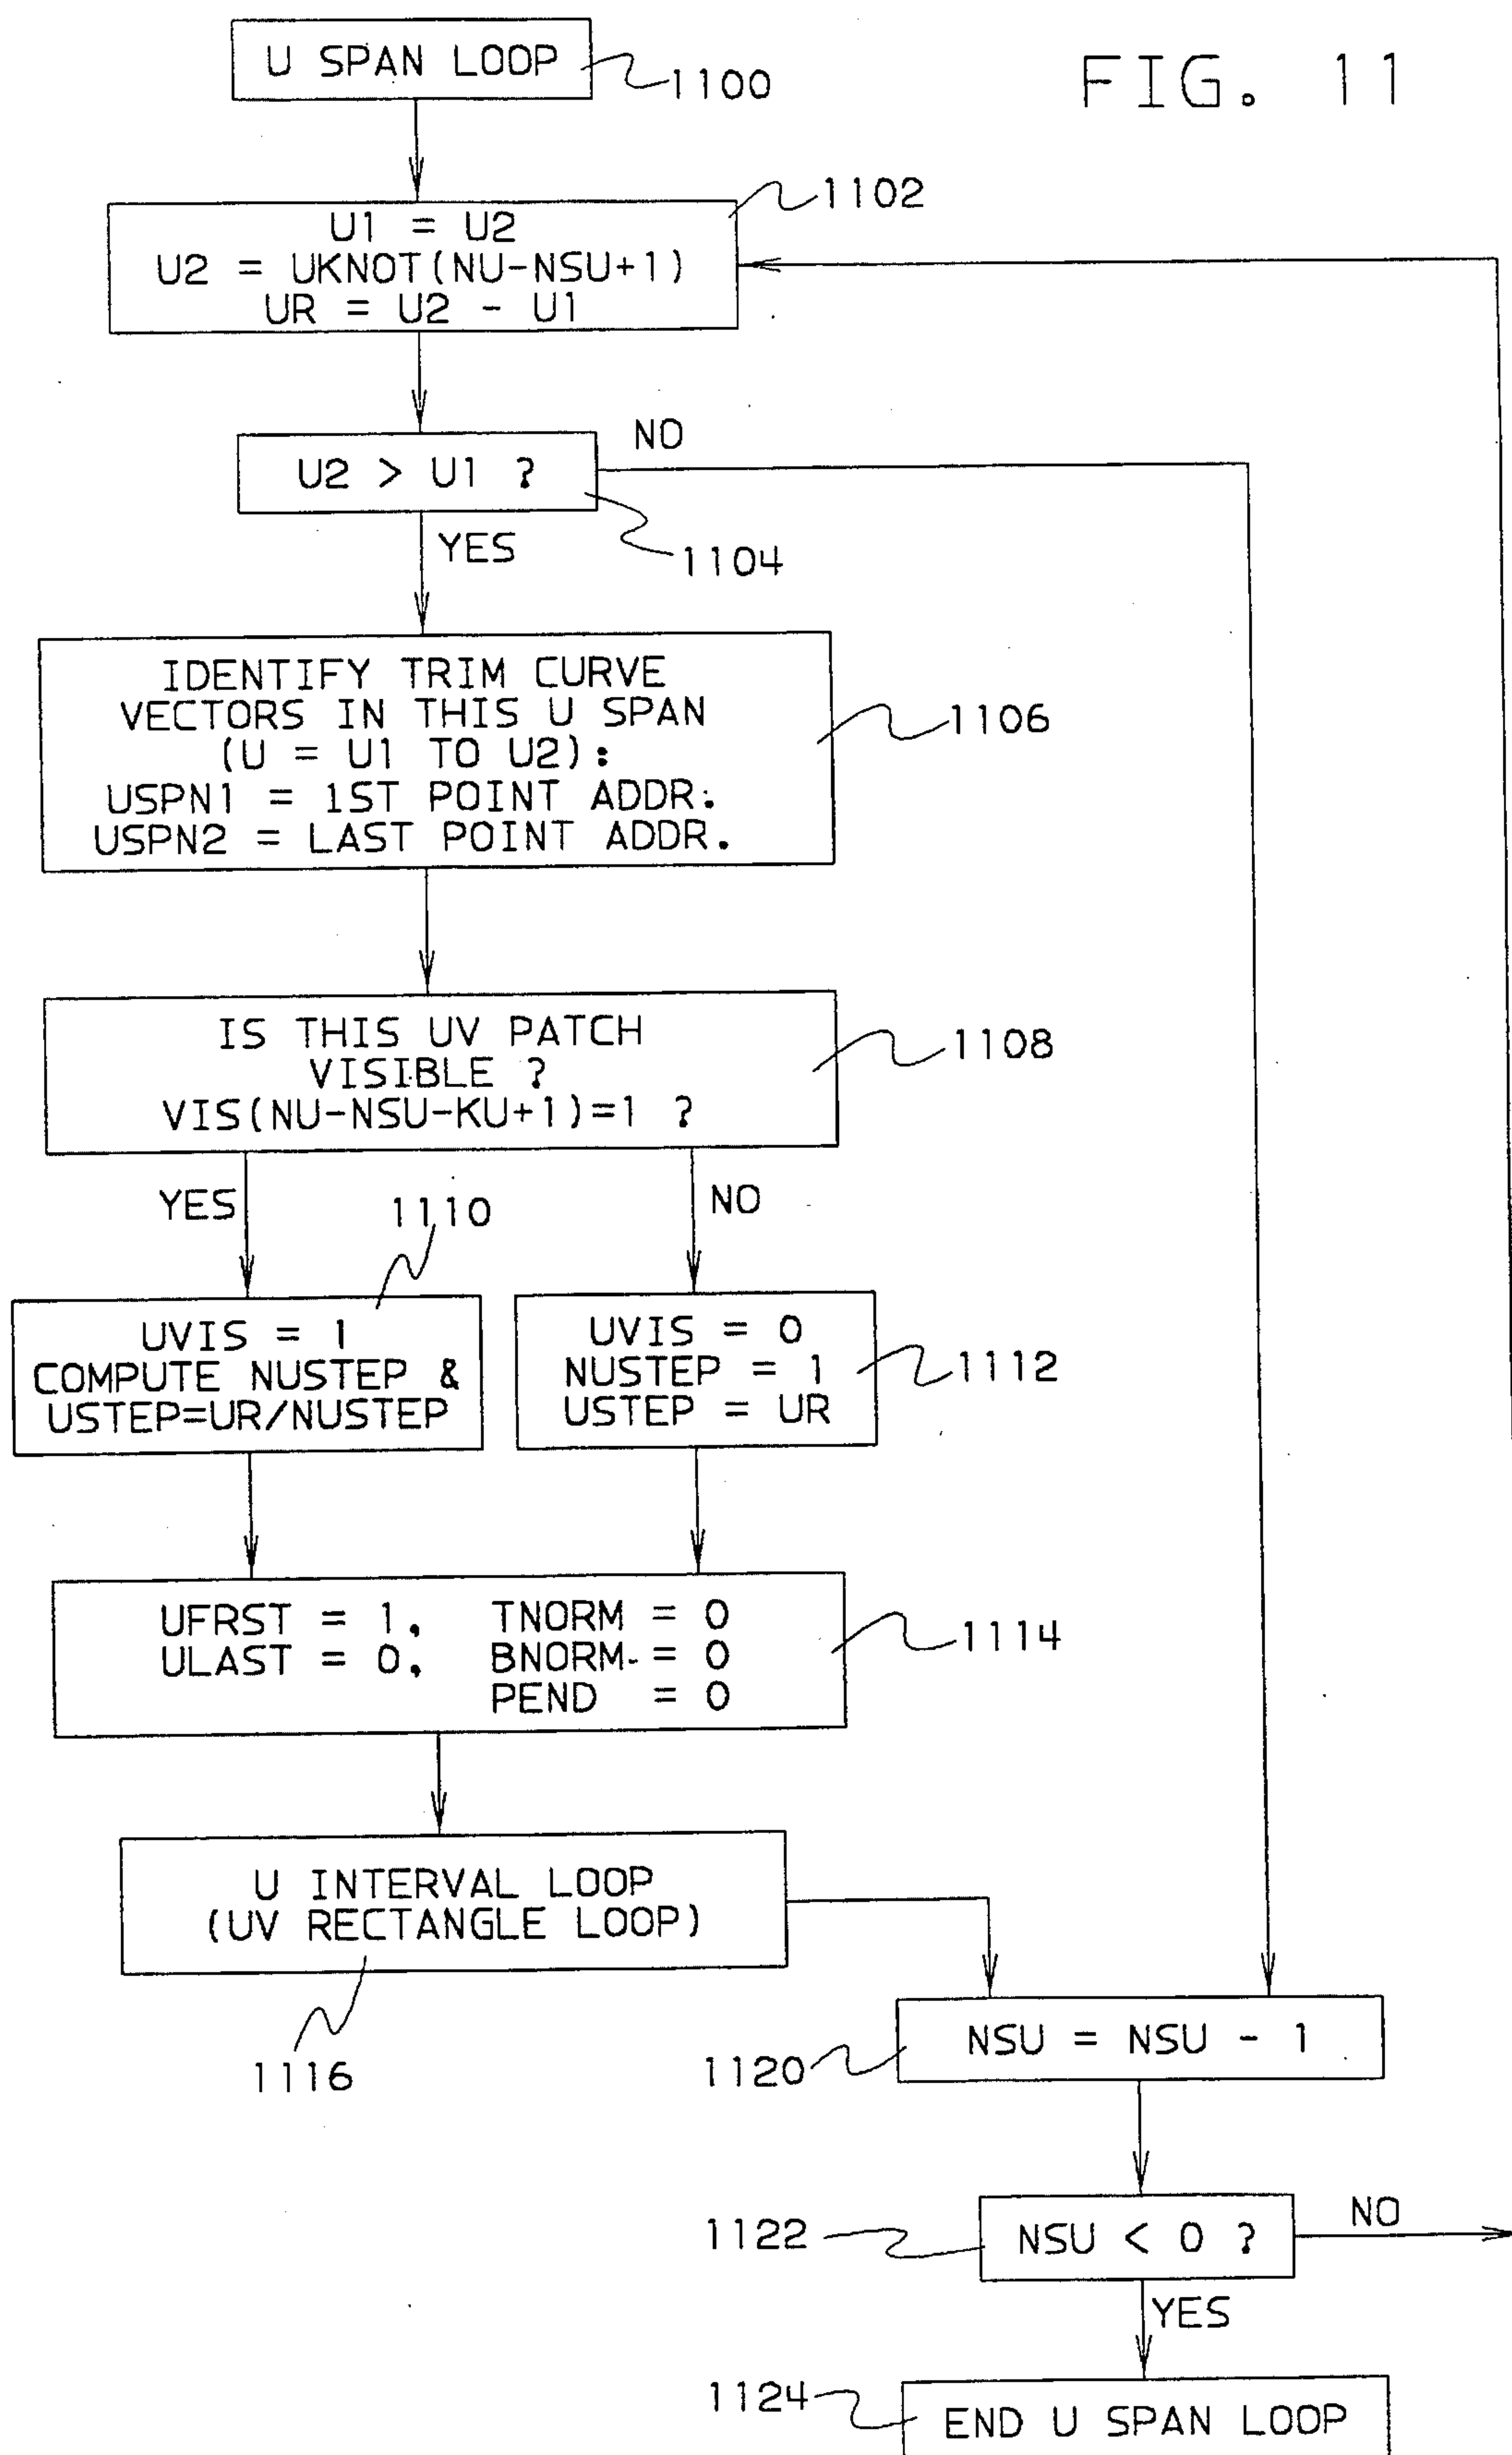 U SPAN LOOP
1100
FIG. 11
1102
U1 = U2
U2 = UKNOT(NU-NSU+1)
UR = U2 - U1
NO
U2 > U1 ?
YES
1104
IDENTIFY TRIM CURVE
VECTORS IN THIS U SPAN
(U = U1 TO U2):
USPN1 = 1ST POINT ADDR.
USPN2 = LAST POINT ADDR.
1106
IS THIS UV PATCH
VISIBLE ?
VIS(NU-NSU-KU+1)=1 ?
1108
YES
1110
NO
UVIS = 1
COMPUTE NUSTEP &
USTEP=UR/NUSTEP
UVIS = 0
NUSTEP = 1
USTEP = UR
1112
UFRST = 1, TNORM = 0
ULAST = 0, BNORM = 0
PEND = 0
1114
U INTERVAL LOOP
(UV RECTANGLE LOOP)
1116
NSU = NSU - 1
1120
NSU < 0 ?
1122
NO
YES
1124
END U SPAN LOOP